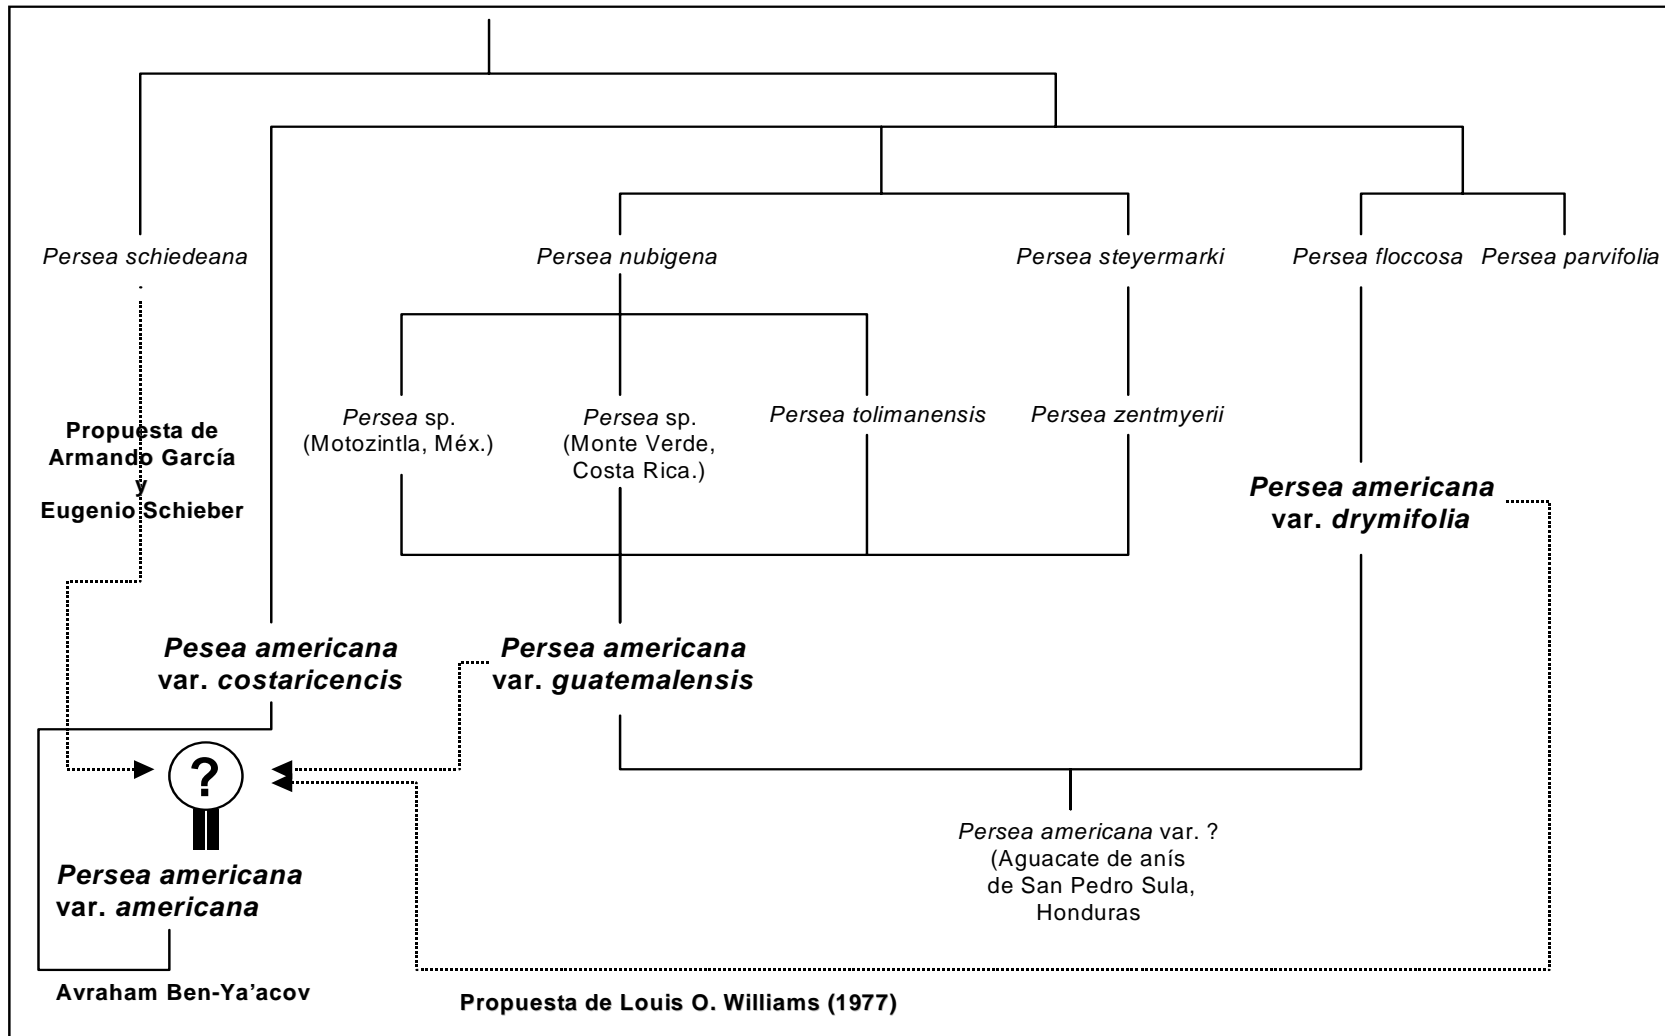 Persea schiedeana
Persea nubigena
Persea steyermarki
Persea floccosa
Persea parvifolia
Propuesta de
Armando García
y
Eugenio Schieber
Persea sp.
(Motozintla, Méx.)
Persea sp.
(Monte Verde,
Costa Rica.)
Persea tolimanensis
Persea zentmyerii
Persea americana
var. drymifolia
Pesea americana
var. costaricencis
Persea americana
var. guatemalensis
?
Persea americana
var. americana
Persea americana var. ?
(Aguacate de anís
de San Pedro Sula,
Honduras
Avraham Ben-Ya'acov
Propuesta de Louis O. Williams (1977)